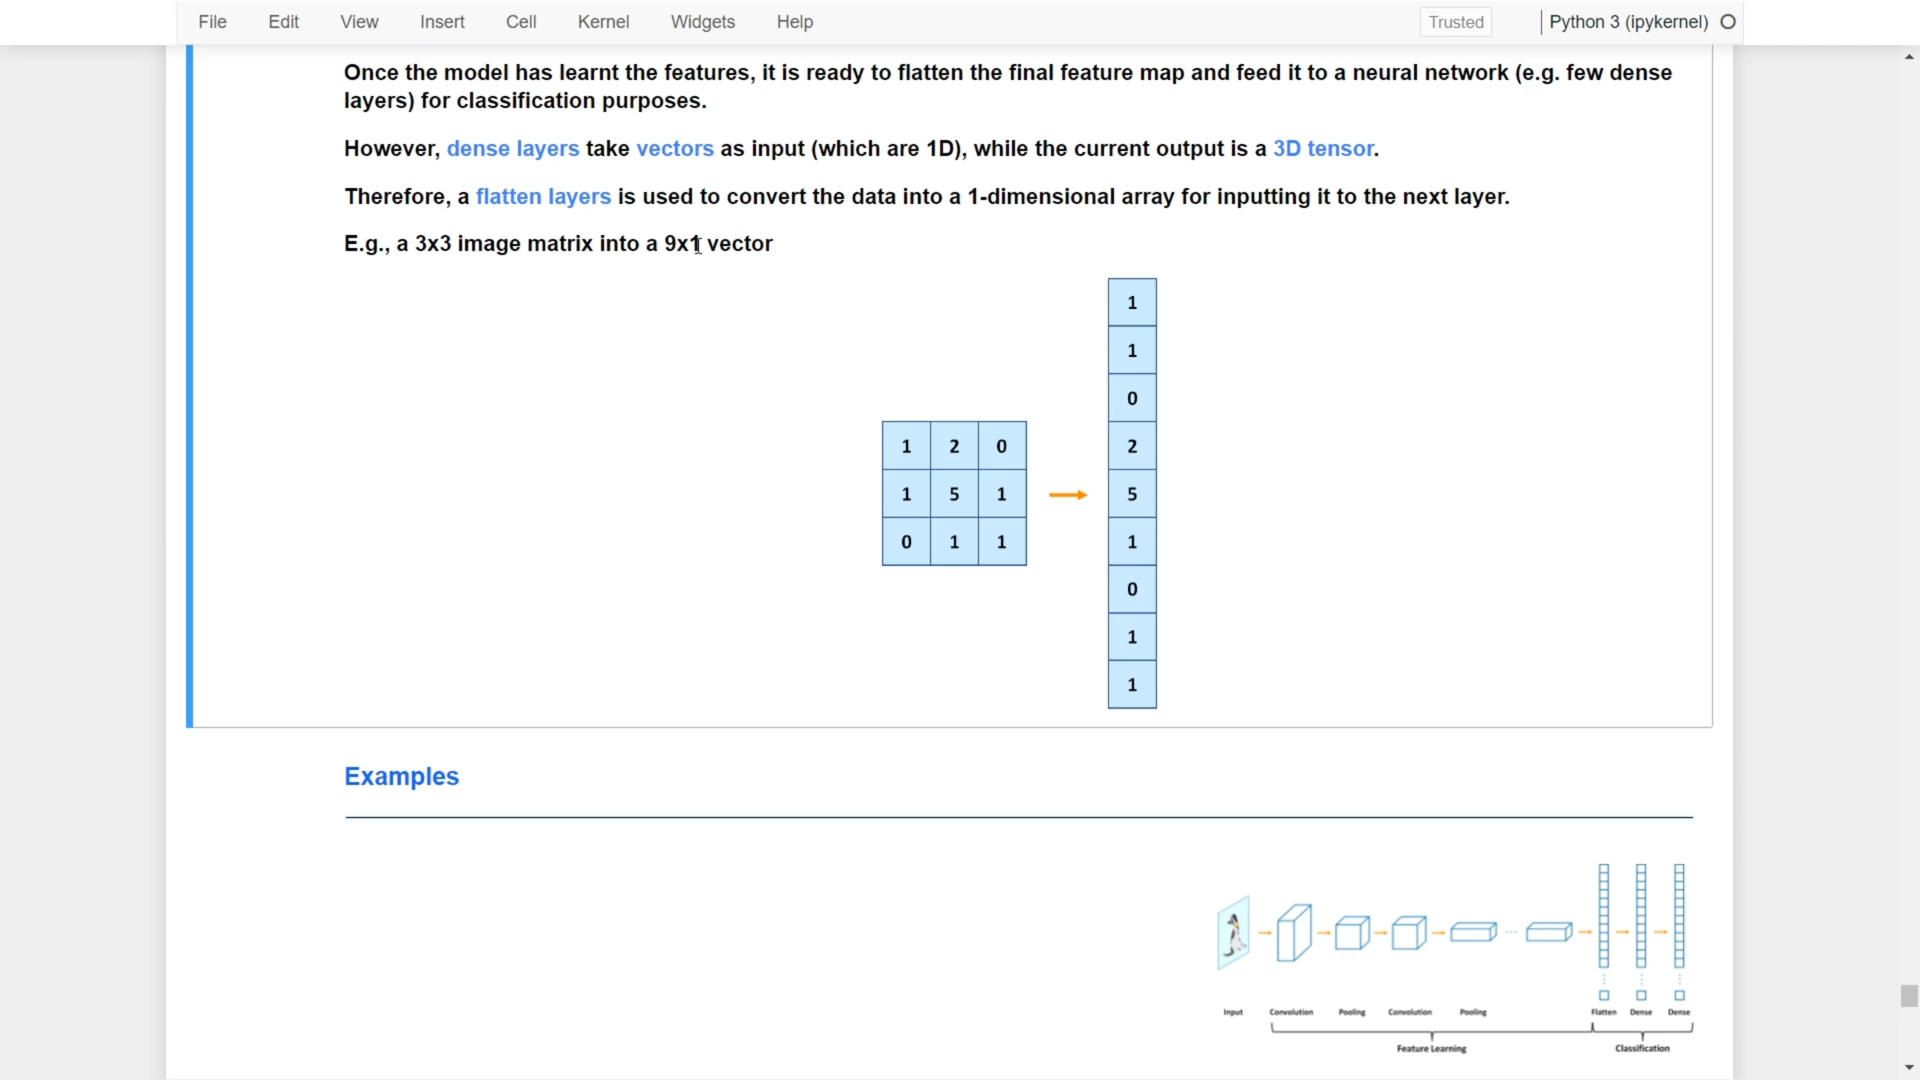 File Edit View Insert Cell Kernel Widgets Help Trusted Python 3 (ipykernel)
Once the model has learnt the features, it is ready to flatten the final feature map and feed it to a neural network (e.g. few dense
layers) for classification purposes.
However, dense layers take vectors as input (which are 1D), while the current output is a 3D tensor.
Therefore, a flatten layers is used to convert the data into a 1-dimensional array for inputting it to the next layer.
E.g., a 3x3 image matrix into a 9x1 vector
1 2 0
1 5 1
0 1 1
1
1
0
2
5
1
0
1
1
Examples
Input Convolution Pooling Convolution Pooling Flatten Dense Dense
Feature Learning Classification